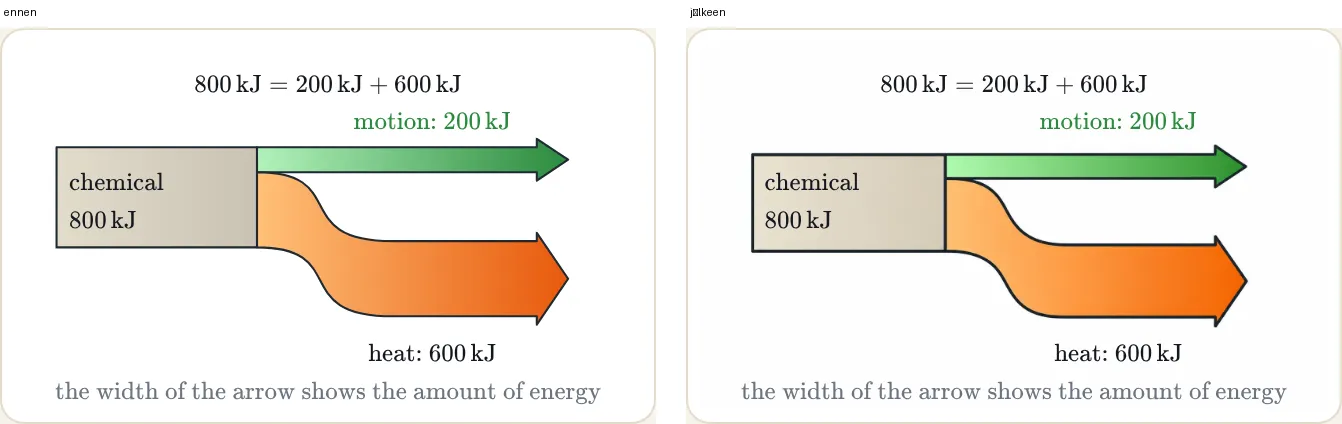 ennen
800 kJ = 200 kJ + 600 kJ
motion: 200 kJ
chemical
800 kJ
heat: 600 kJ
the width of the arrow shows the amount of energy
j▯lkeen
800 kJ = 200 kJ + 600 kJ
motion: 200 kJ
chemical
800 kJ
heat: 600 kJ
the width of the arrow shows the amount of energy